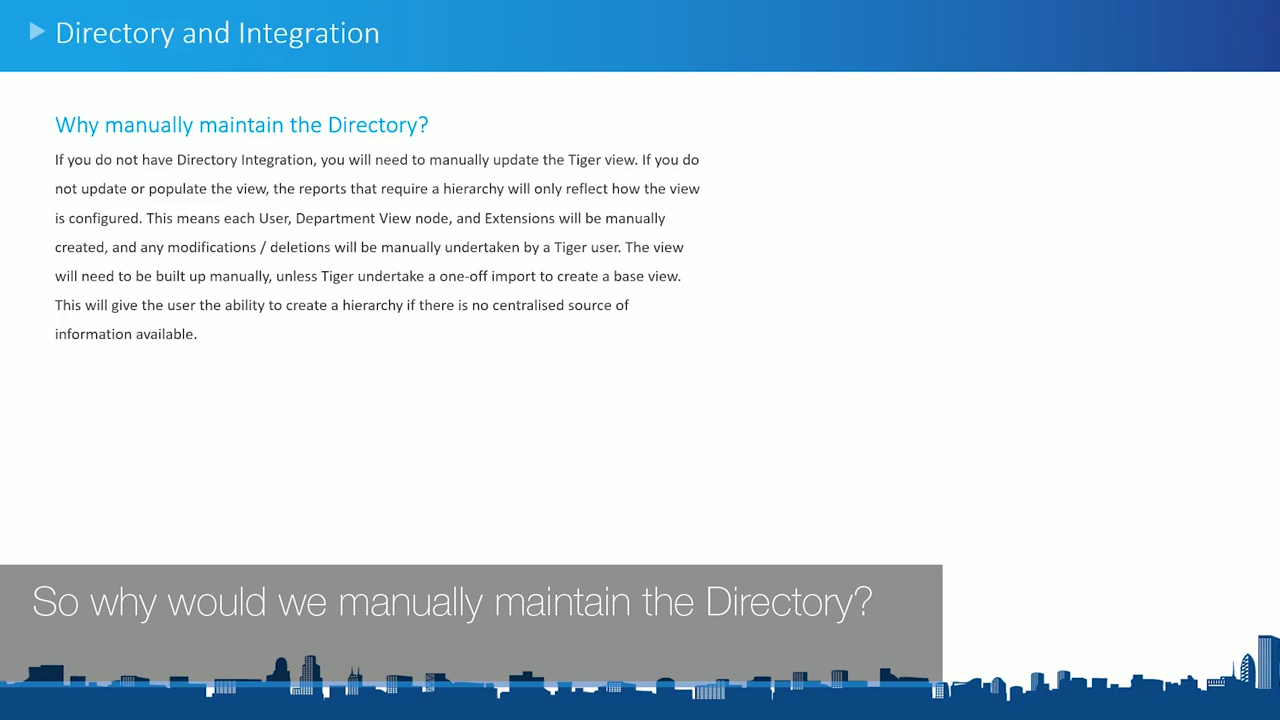 Directory and Integration
Why manually maintain the Directory?
If you do not have Directory Integration, you will need to manually update the Tiger view. If you do
not update or populate the view, the reports that require a hierarchy will only reflect how the view
is configured. This means each User, Department View node, and Extensions will be manually
created, and any modifications / deletions will be manually undertaken by a Tiger user. The view
will need to be built up manually, unless Tiger undertake a one-off import to create a base view.
This will give the user the ability to create a hierarchy if there is no centralised source of
information available.
So why would we manually maintain the Directory?